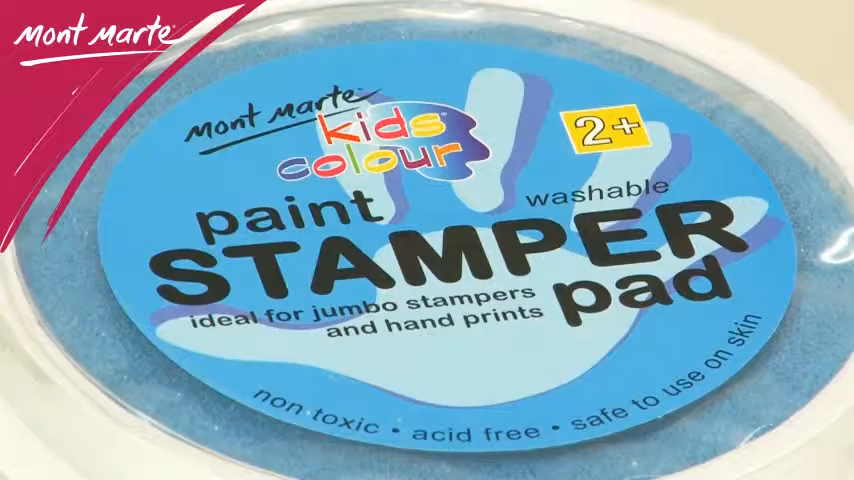 Mont Marte
mont marte
kids
colour
2+
washable
paint
STAMPER
pad
ideal for jumbo stampers
and hand prints
non toxic • acid free • safe to use on skin